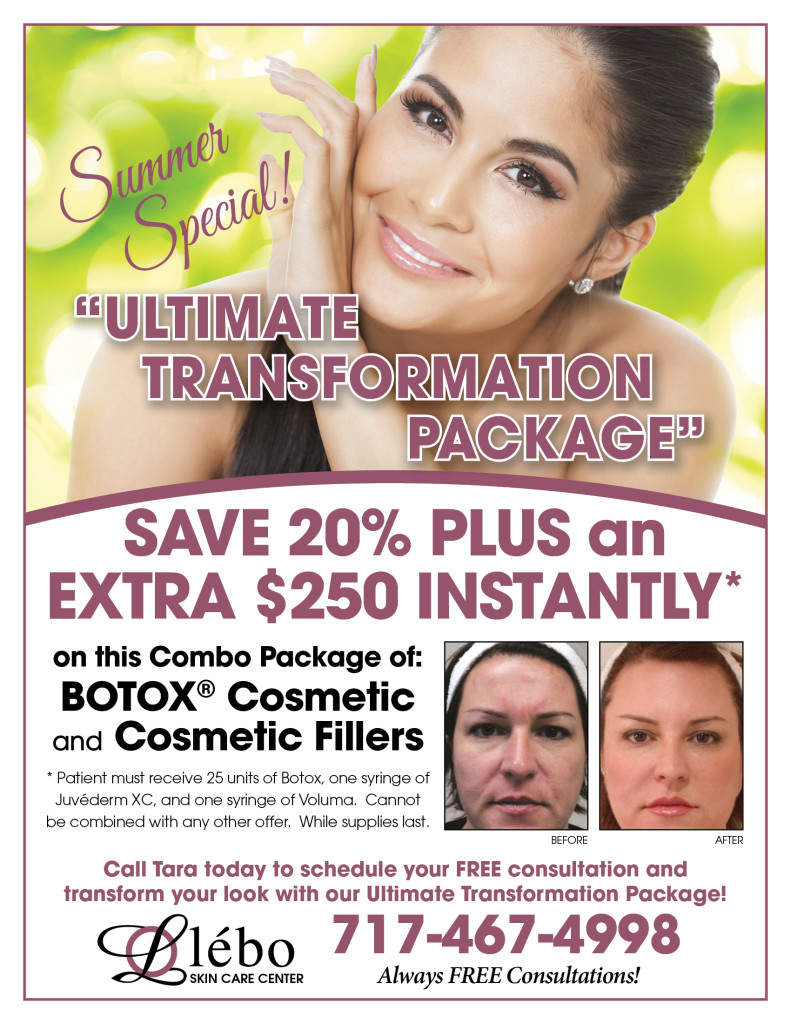 Summer
Special!
“ULTIMATE
TRANSFORMATION
PACKAGE”
SAVE 20% PLUS an
EXTRA $250 INSTANTLY*
on this Combo Package of:
BOTOX® Cosmetic
and Cosmetic Fillers
* Patient must receive 25 units of Botox, one syringe of
Juvéderm XC, and one syringe of Voluma. Cannot
be combined with any other offer. While supplies last.
BEFORE
AFTER
Call Tara today to schedule your FREE consultation and
transform your look with our Ultimate Transformation Package!
L lébo
SKIN CARE CENTER
717-467-4998
Always FREE Consultations!